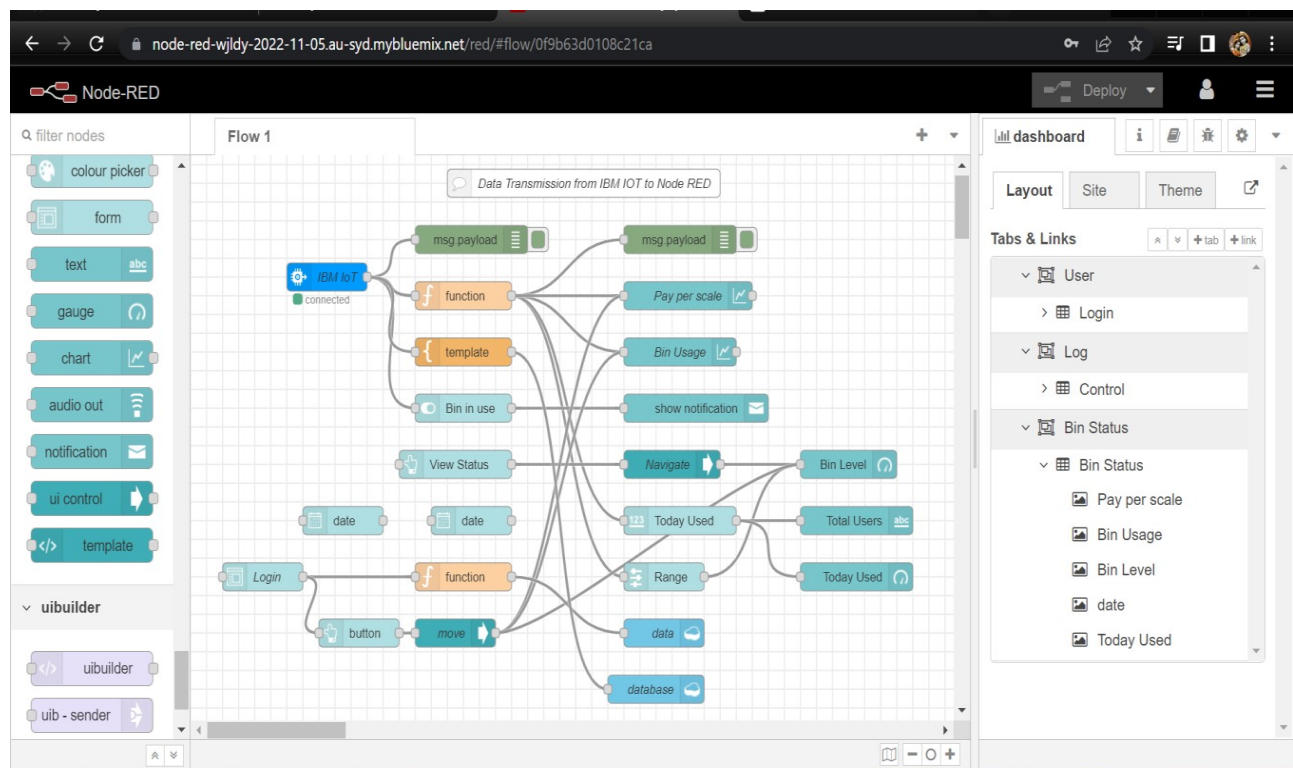 node-red-wjldy-2022-11-05.au-syd.mybluemix.net/red/#flow/0f9b63d0108c21ca
Node-RED
Deploy
filter nodes
colour picker
form
text
abc
gauge
chart
audio out
notification
ui control
</> template
uibuilder
</> uibuilder
uib - sender
Flow 1
Data Transmission from IBM IOT to Node RED
msg.payload
msg.payload
IBM IoT
connected
f function
Pay per scale
{ template
Bin Usage
Bin in use
show notification
View Status
Navigate
Bin Level
date
date
123 Today Used
Total Users abc
Login
f function
Range
Today Used
button
move
data
database
dashboard
i
Layout
Site
Theme
Tabs & Links
+ tab
+ link
User
Login
Log
Control
Bin Status
Bin Status
Pay per scale
Bin Usage
Bin Level
date
Today Used